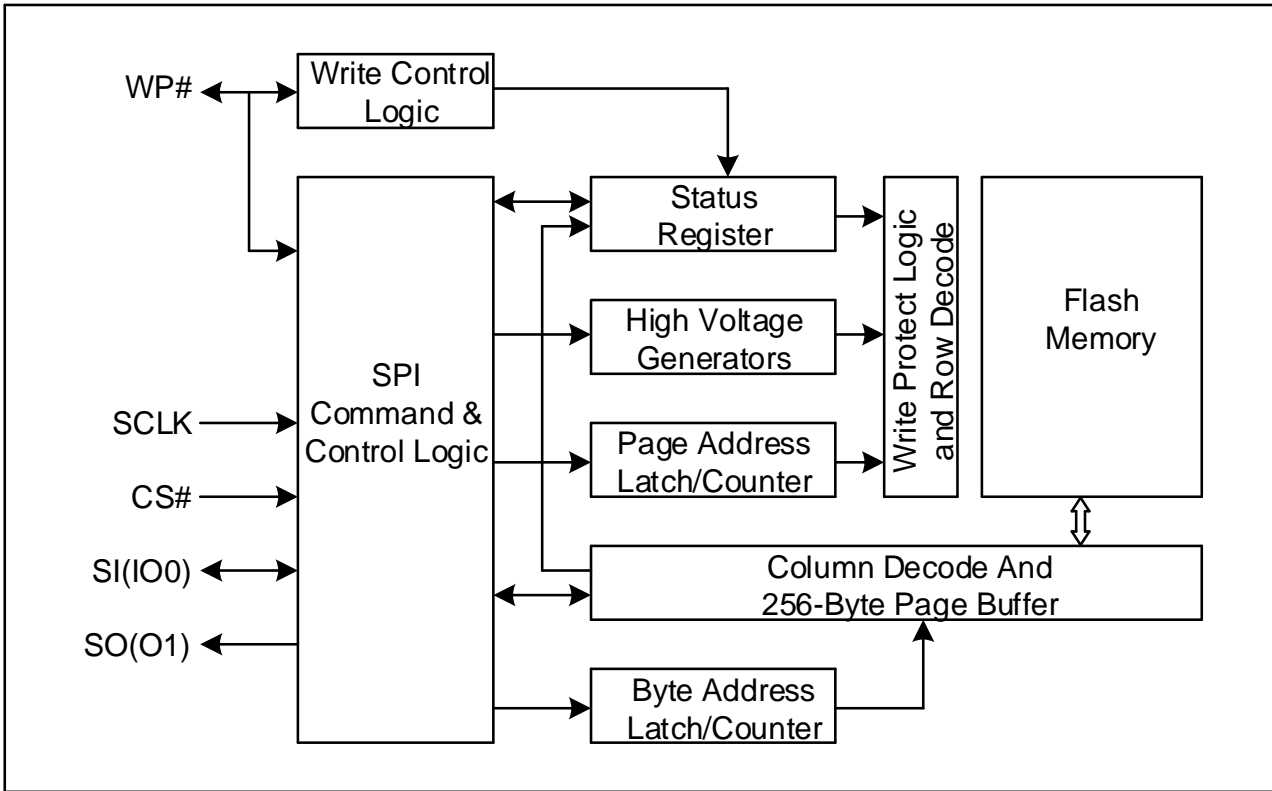 WP#
Write Control
Logic
Status
Register
High Voltage
Generators
Write Protect Logic
and Row Decode
Flash
Memory
SPI
Command &
Control Logic
SCLK
Page Address
Latch/Counter
CS#
SI(IO0)
Column Decode And
256-Byte Page Buffer
SO(O1)
Byte Address
Latch/Counter